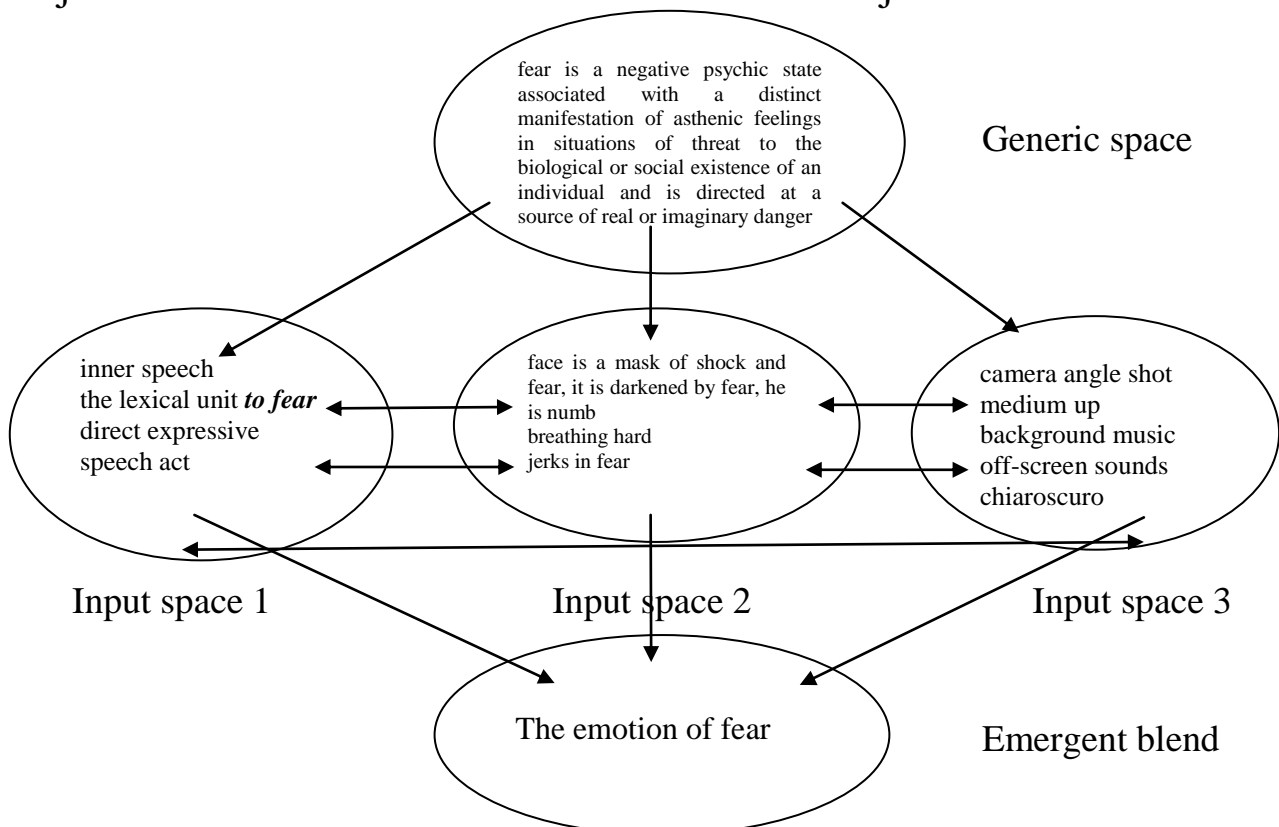 fear is a negative psychic state
associated with a distinct
manifestation of asthenic feelings
in situations of threat to the
biological or social existence of an
individual and is directed at a
source of real or imaginary danger
Generic space
inner speech
the lexical unit to fear
direct expressive
speech act
face is a mask of shock and
fear, it is darkened by fear, he
is numb
breathing hard
jerks in fear
camera angle shot
medium up
background music
off-screen sounds
chiaroscuro
Input space 1
Input space 2
Input space 3
The emotion of fear
Emergent blend